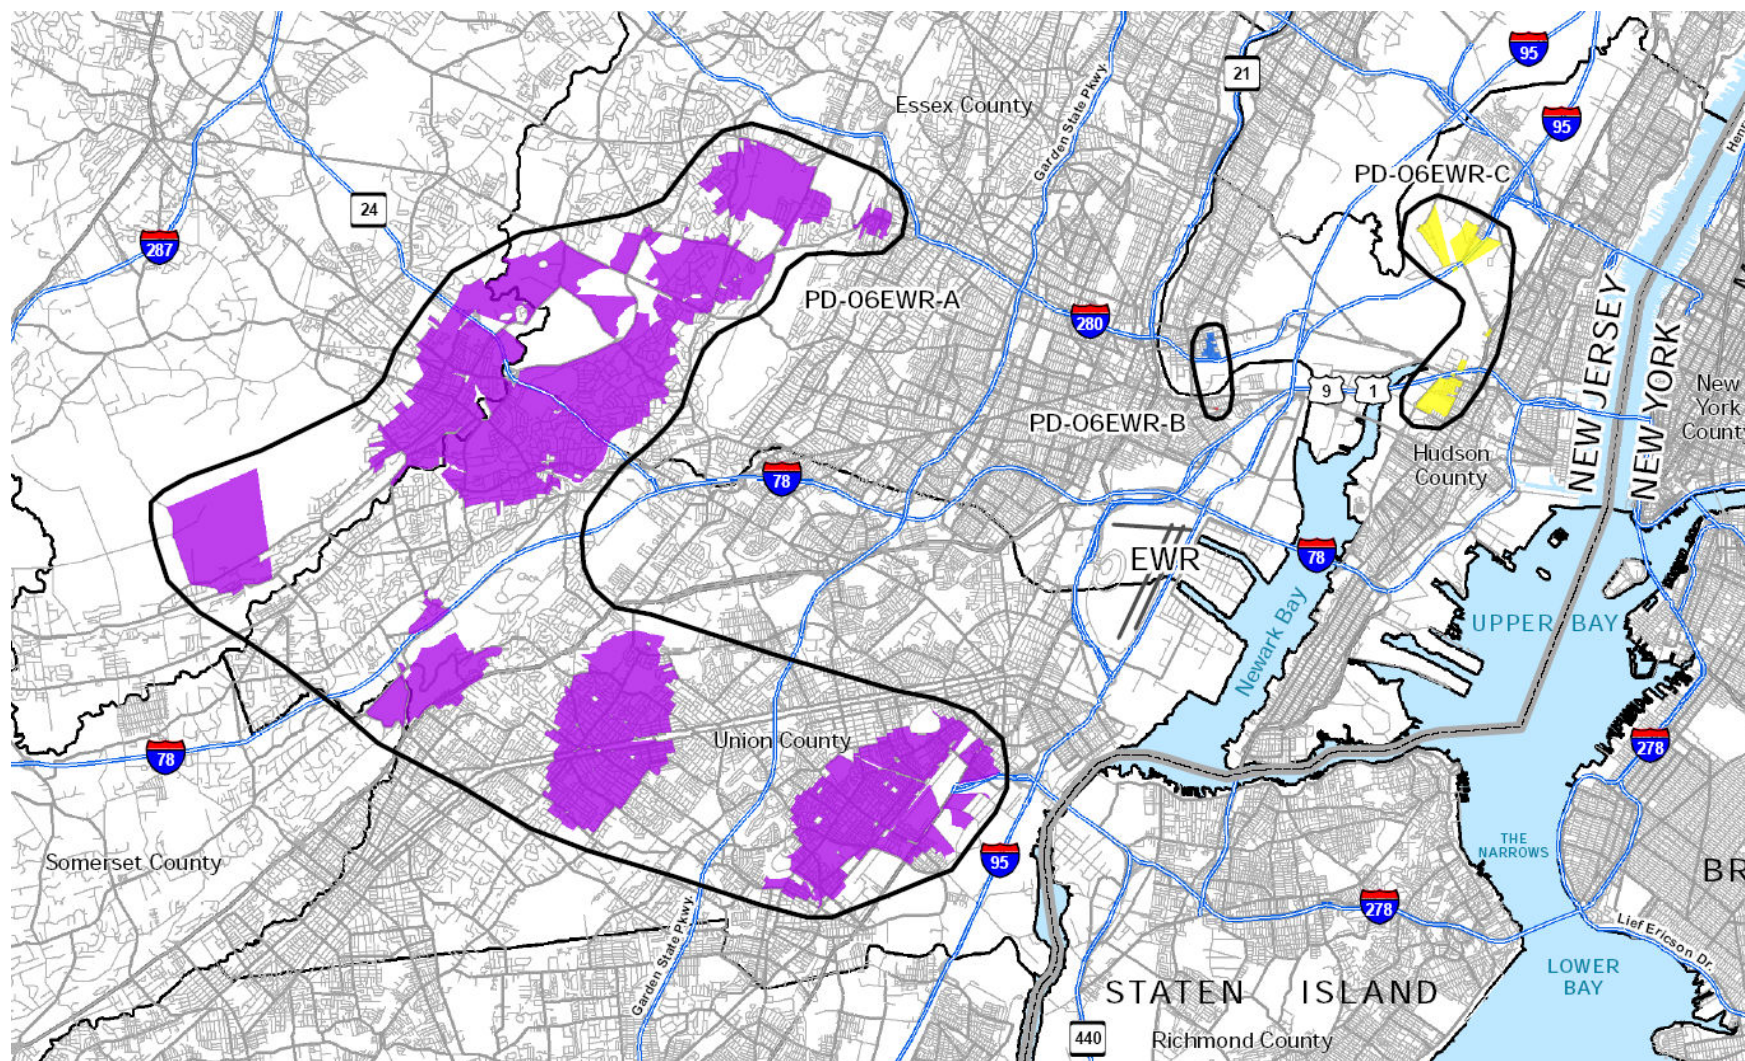 95
21
Essex County
Garden State Pkwy.
95
PD-06EWR-C
24
287
PD-06EWR-A
280
NEW JERSEY
NEW YORK
9
1
New
York
County
PD-06EWR-B
Hudson
County
78
EWR
78
Newark Bay
UPPER BAY
Union County
78
278
Somerset County
95
THE
NARROWS
BR
278
Garden State Pkwy.
Lief Ericson Dr.
LOWER
BAY
STATEN ISLAND
440
Richmond County